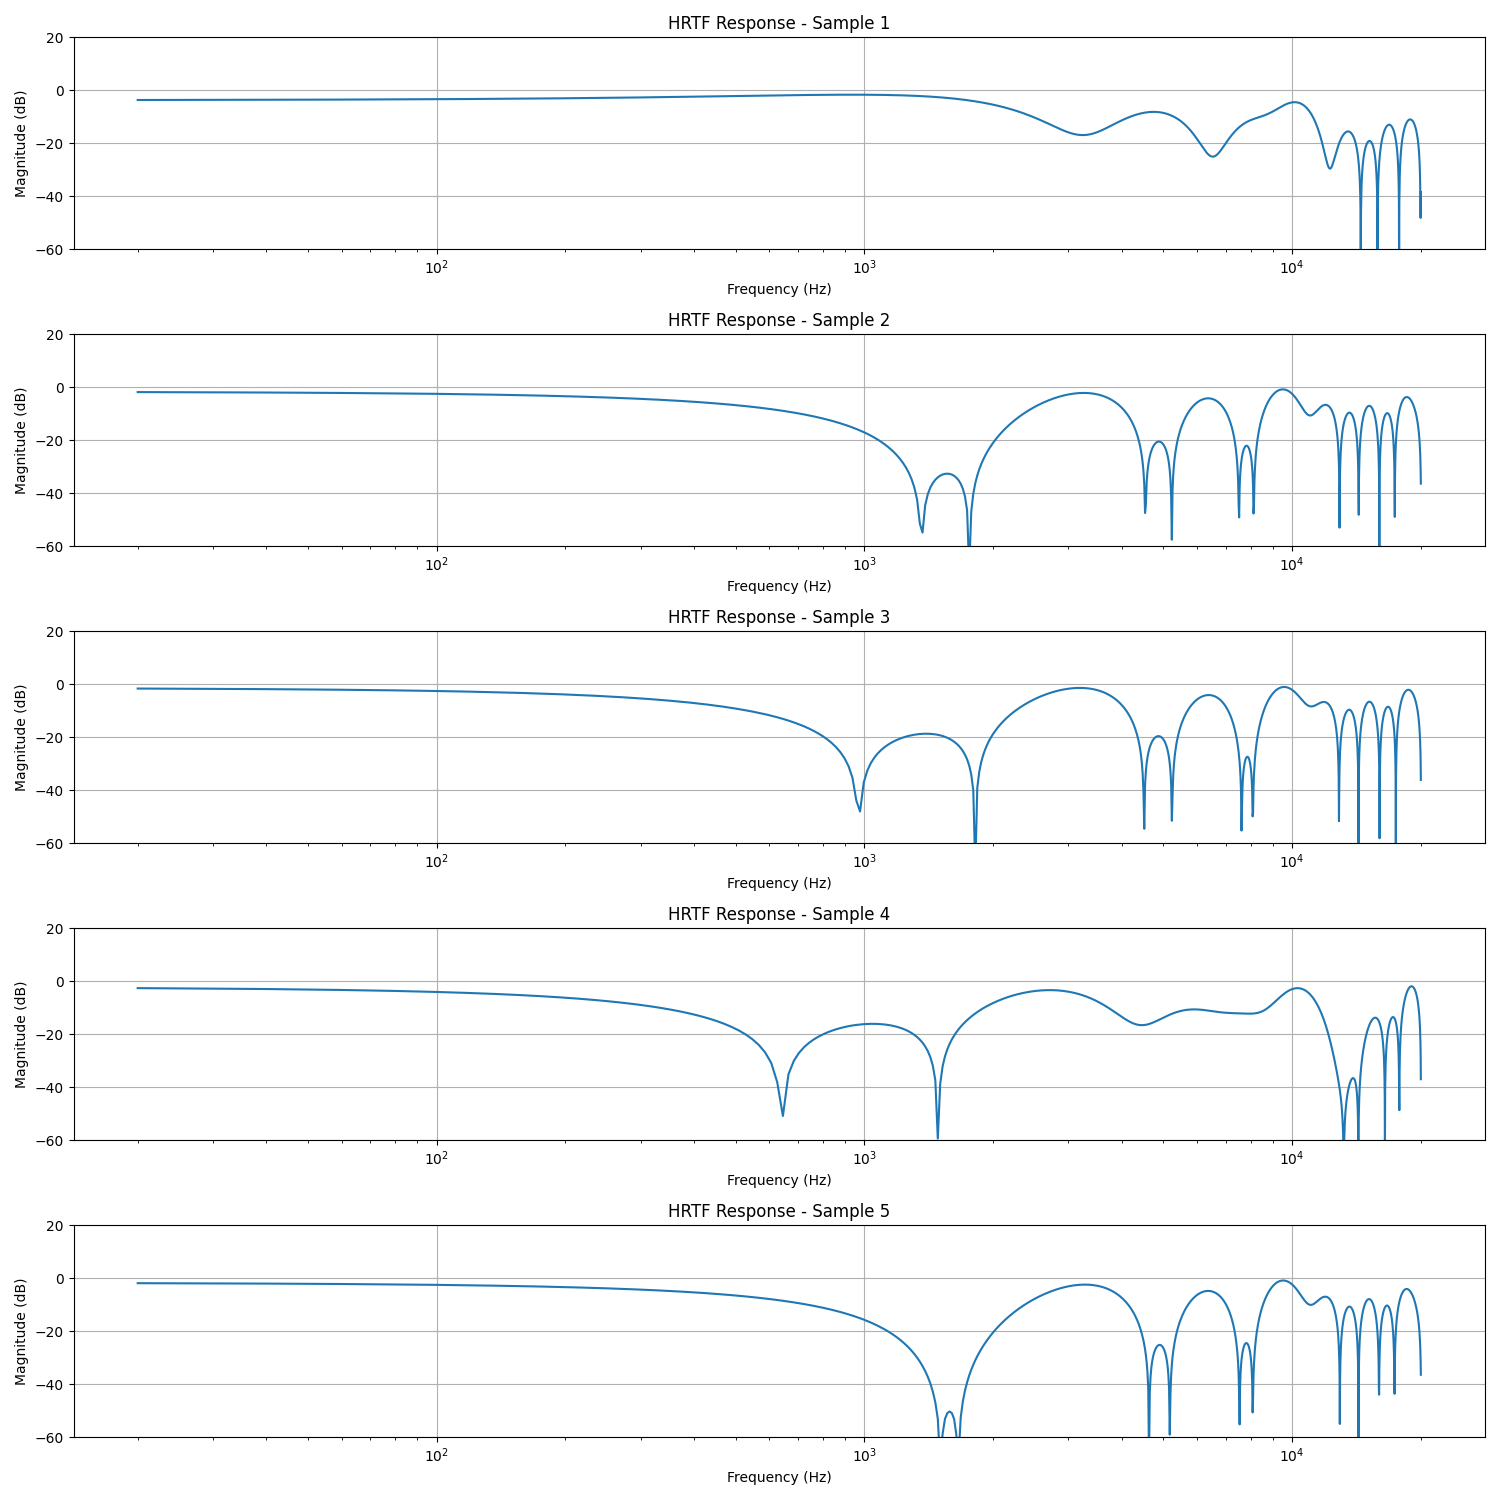 HRTF Response - Sample 1
20
0
−20
−40
−60
Magnitude (dB)
10²
10³
10⁴
Frequency (Hz)
HRTF Response - Sample 2
20
0
−20
−40
−60
Magnitude (dB)
10²
10³
10⁴
Frequency (Hz)
HRTF Response - Sample 3
20
0
−20
−40
−60
Magnitude (dB)
10²
10³
10⁴
Frequency (Hz)
HRTF Response - Sample 4
20
0
−20
−40
−60
Magnitude (dB)
10²
10³
10⁴
Frequency (Hz)
HRTF Response - Sample 5
20
0
−20
−40
−60
Magnitude (dB)
10²
10³
10⁴
Frequency (Hz)